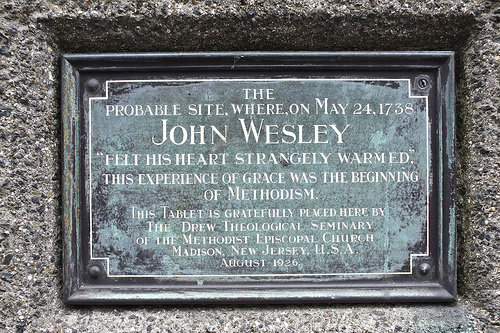 THE
PROBABLE SITE, WHERE, ON MAY 24, 1738
JOHN WESLEY
"FELT HIS HEART STRANGELY WARMED,"
THIS EXPERIENCE OF GRACE WAS THE BEGINNING
OF METHODISM.
THIS TABLET IS GRATEFULLY PLACED HERE BY
THE DREW THEOLOGICAL SEMINARY
OF THE METHODIST EPISCOPAL CHURCH
MADISON, NEW JERSEY, U.S.A.
AUGUST 1926.